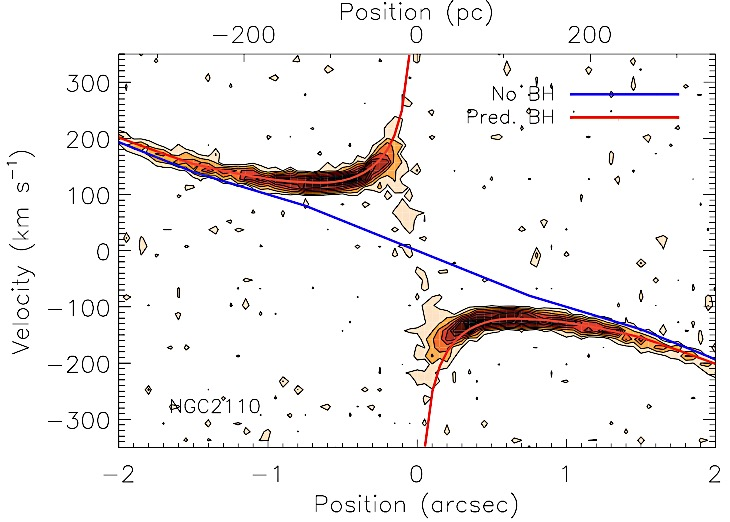 Position (pc)
−200 0 200
300
200
100
0
−100
−200
−300
Velocity (km s⁻¹)
No BH
Pred. BH
NGC2110
−2 −1 0 1 2
Position (arcsec)